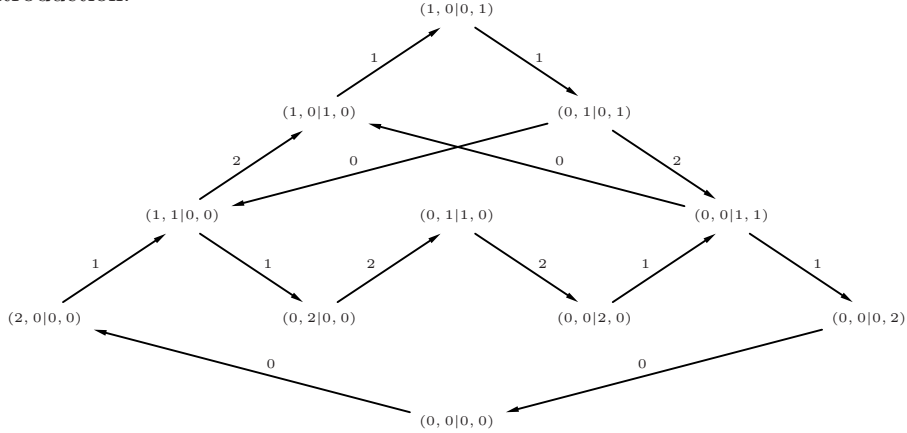 (1, 0|0, 1)
1 1
(1, 0|1, 0) (0, 1|0, 1)
2 0 0 2
(1, 1|0, 0) (0, 1|1, 0) (0, 0|1, 1)
1 1 2 2 1 1
(2, 0|0, 0) (0, 2|0, 0) (0, 0|2, 0) (0, 0|0, 2)
0 0
(0, 0|0, 0)